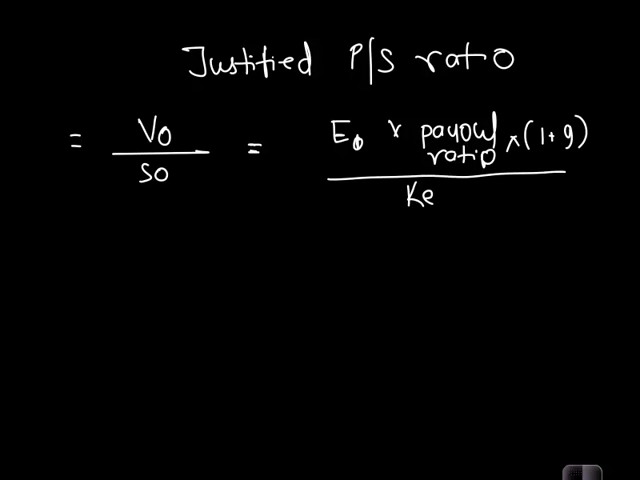 Justified P/S ratio
= V0 / S0 = E0 x payout ratio x (1+g) / Ke